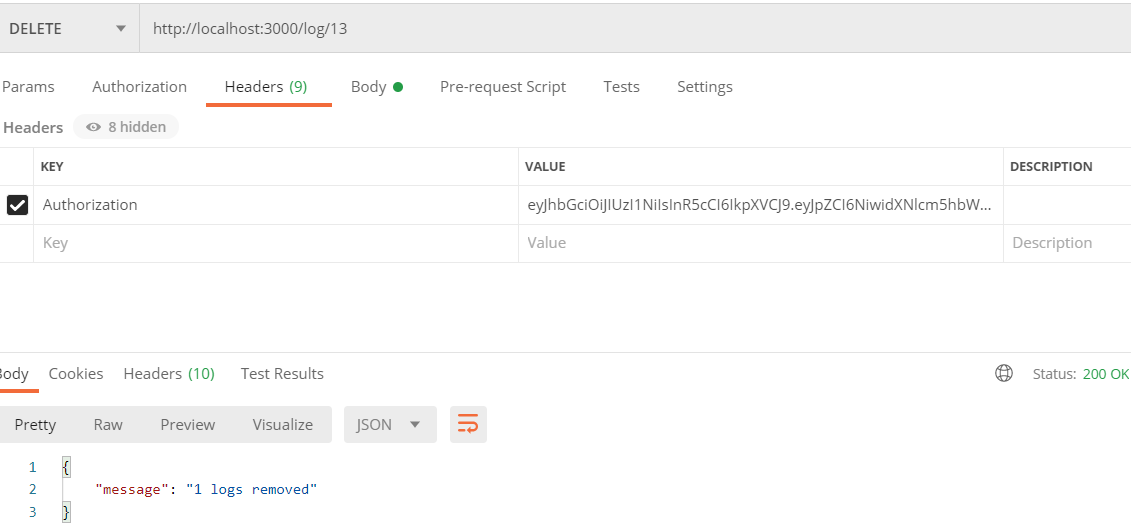 DELETE http://localhost:3000/log/13
Params Authorization Headers (9) Body Pre-request Script Tests Settings
Headers 8 hidden
KEY VALUE DESCRIPTION
Authorization eyJhbGciOiJIUzI1NiIsInR5cCI6IkpXVCJ9.eyJpZCI6NiwidXNlcm5hbW...
Key Value Description
Body Cookies Headers (10) Test Results Status: 200 OK
Pretty Raw Preview Visualize JSON
1 {
2 "message": "1 logs removed"
3 }